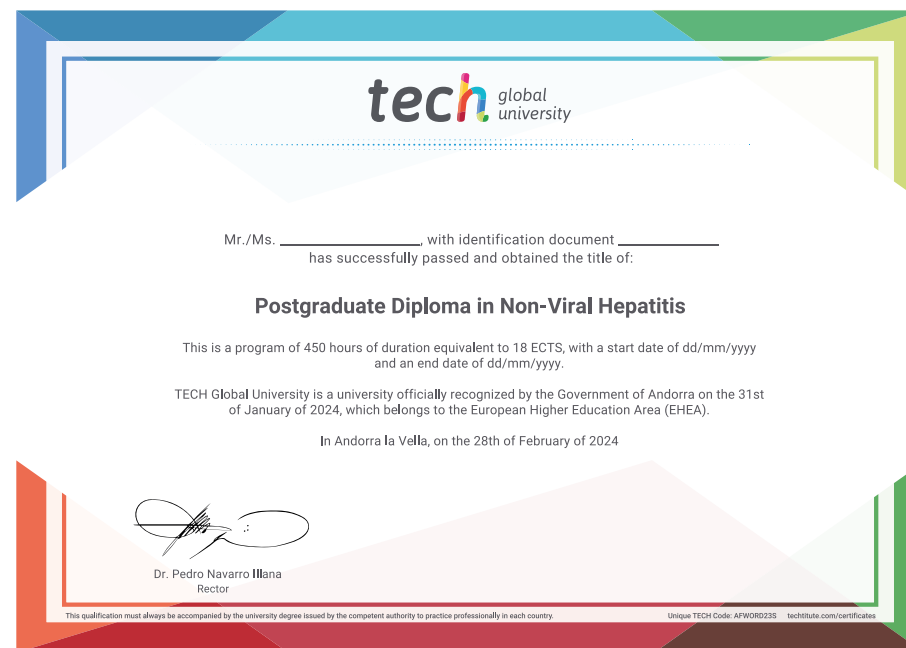 tech global
university
Mr./Ms. ____________________, with identification document ______________
has successfully passed and obtained the title of:
Postgraduate Diploma in Non-Viral Hepatitis
This is a program of 450 hours of duration equivalent to 18 ECTS, with a start date of dd/mm/yyyy
and an end date of dd/mm/yyyy.
TECH Global University is a university officially recognized by the Government of Andorra on the 31st
of January of 2024, which belongs to the European Higher Education Area (EHEA).
In Andorra la Vella, on the 28th of February of 2024
Dr. Pedro Navarro Illana
Rector
This qualification must always be accompanied by the university degree issued by the competent authority to practice professionally in each country. Unique TECH Code: AFWORD23S techtitute.com/certificates